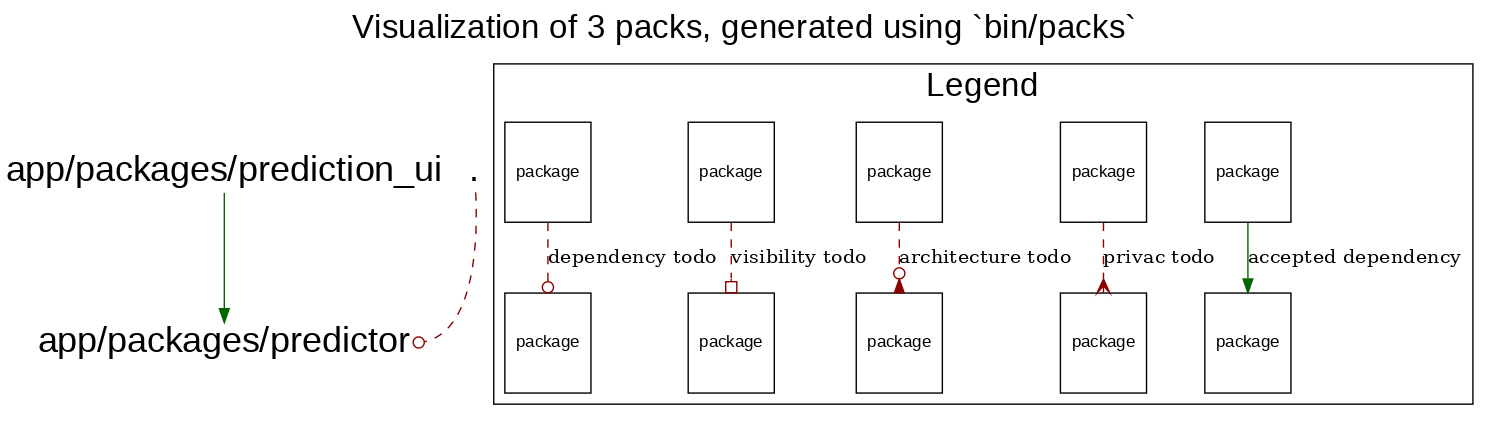 Visualization of 3 packs, generated using `bin/packs`
Legend
app/packages/prediction_ui
.
package
package
package
package
package
dependency todo
visibility todo
architecture todo
privac todo
accepted dependency
app/packages/predictor
package
package
package
package
package